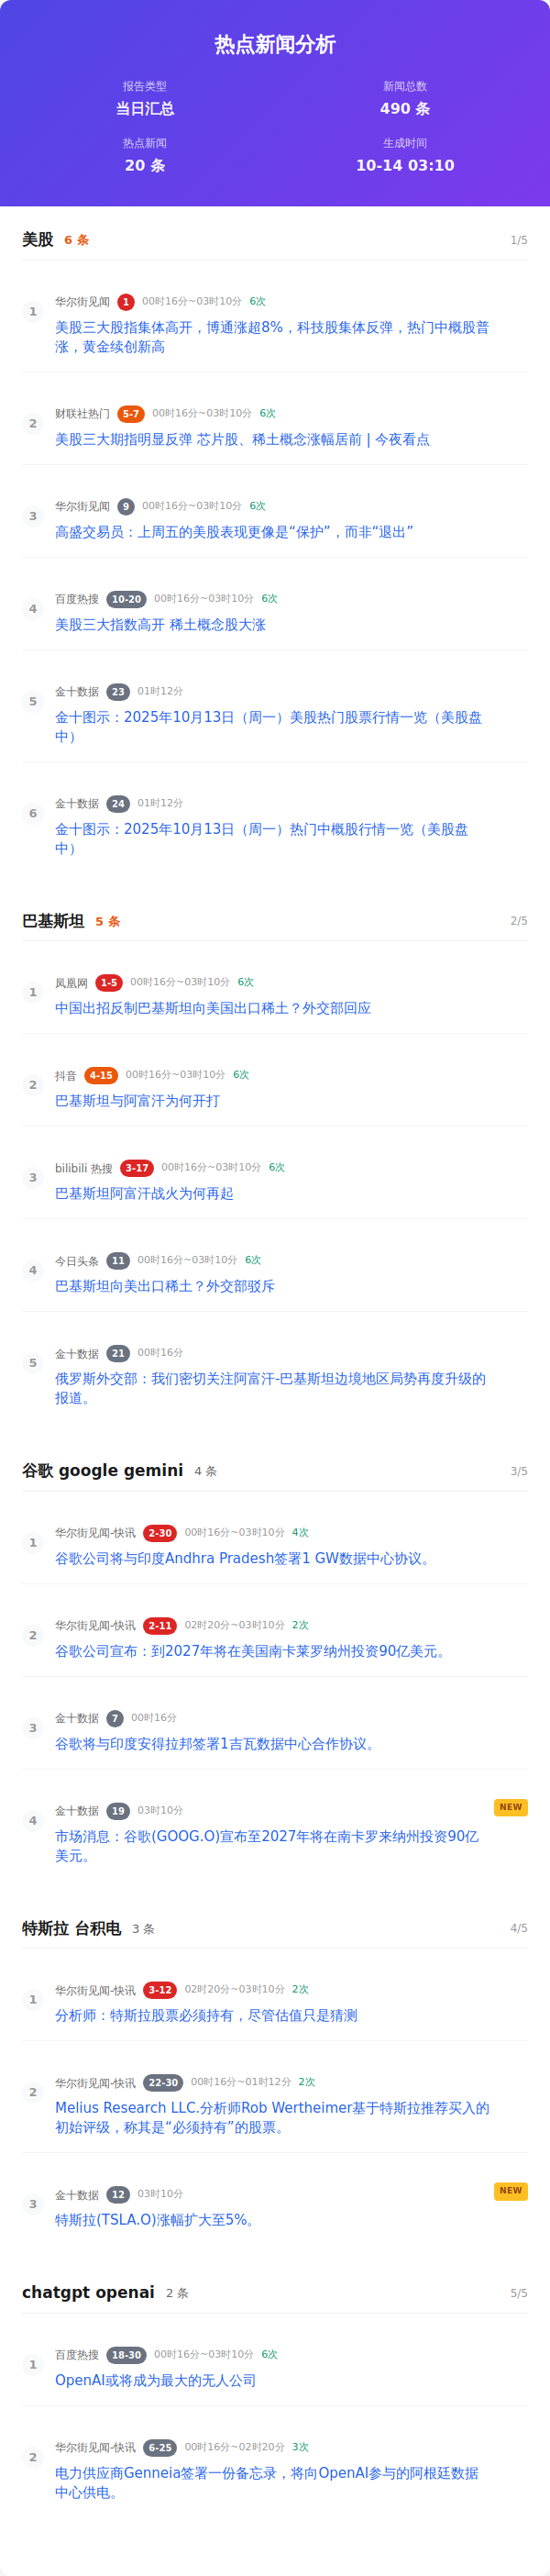 热点新闻分析
报告类型
当日汇总
新闻总数
490 条
热点新闻
20 条
生成时间
10-14 03:10
美股 6 条 1/5
1
华尔街见闻 1 00时16分~03时10分 6次
美股三大股指集体高开，博通涨超8%，科技股集体反弹，热门中概股普
涨，黄金续创新高
2
财联社热门 5-7 00时16分~03时10分 6次
美股三大期指明显反弹 芯片股、稀土概念涨幅居前 | 今夜看点
3
华尔街见闻 9 00时16分~03时10分 6次
高盛交易员：上周五的美股表现更像是“保护”，而非“退出”
4
百度热搜 10-20 00时16分~03时10分 6次
美股三大指数高开 稀土概念股大涨
5
金十数据 23 01时12分
金十图示：2025年10月13日（周一）美股热门股票行情一览（美股盘
中）
6
金十数据 24 01时12分
金十图示：2025年10月13日（周一）热门中概股行情一览（美股盘
中）
巴基斯坦 5 条 2/5
1
凤凰网 1-5 00时16分~03时10分 6次
中国出招反制巴基斯坦向美国出口稀土？外交部回应
2
抖音 4-15 00时16分~03时10分 6次
巴基斯坦与阿富汗为何开打
3
bilibili 热搜 3-17 00时16分~03时10分 6次
巴基斯坦阿富汗战火为何再起
4
今日头条 11 00时16分~03时10分 6次
巴基斯坦向美出口稀土？外交部驳斥
5
金十数据 21 00时16分
俄罗斯外交部：我们密切关注阿富汗-巴基斯坦边境地区局势再度升级的
报道。
谷歌 google gemini 4 条 3/5
1
华尔街见闻-快讯 2-30 00时16分~03时10分 4次
谷歌公司将与印度Andhra Pradesh签署1 GW数据中心协议。
2
华尔街见闻-快讯 2-11 02时20分~03时10分 2次
谷歌公司宣布：到2027年将在美国南卡莱罗纳州投资90亿美元。
3
金十数据 7 00时16分
谷歌将与印度安得拉邦签署1吉瓦数据中心合作协议。
4
金十数据 19 03时10分 NEW
市场消息：谷歌(GOOG.O)宣布至2027年将在南卡罗来纳州投资90亿
美元。
特斯拉 台积电 3 条 4/5
1
华尔街见闻-快讯 3-12 02时20分~03时10分 2次
分析师：特斯拉股票必须持有，尽管估值只是猜测
2
华尔街见闻-快讯 22-30 00时16分~01时12分 2次
Melius Research LLC.分析师Rob Wertheimer基于特斯拉推荐买入的
初始评级，称其是“必须持有”的股票。
3
金十数据 12 03时10分 NEW
特斯拉(TSLA.O)涨幅扩大至5%。
chatgpt openai 2 条 5/5
1
百度热搜 18-30 00时16分~03时10分 6次
OpenAI或将成为最大的无人公司
2
华尔街见闻-快讯 6-25 00时16分~02时20分 3次
电力供应商Genneia签署一份备忘录，将向OpenAI参与的阿根廷数据
中心供电。